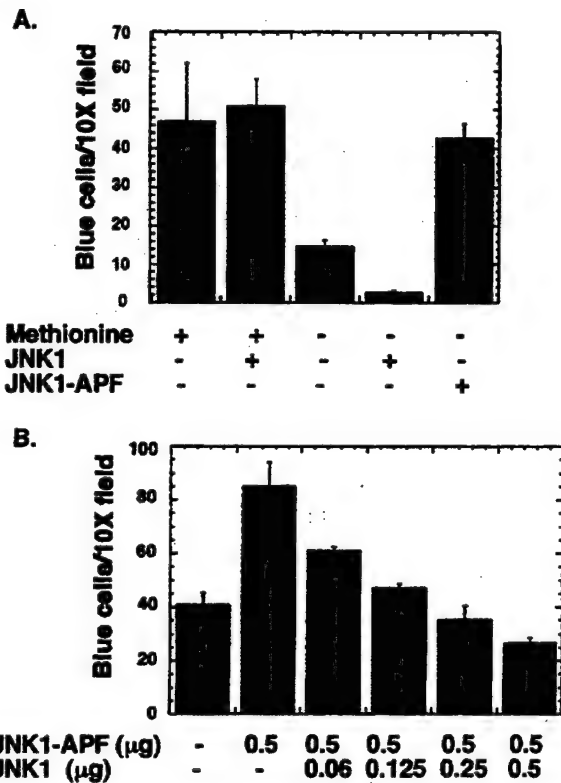 A.
Blue cells/10X field
70
60
50
40
30
20
10
0
Methionine + + - - -
JNK1 - + - + -
JNK1-APF - - - - +
B.
Blue cells/10X field
100
80
60
40
20
0
JNK1-APF (μg) - 0.5 0.5 0.5 0.5 0.5
JNK1 (μg) - - 0.06 0.125 0.25 0.5